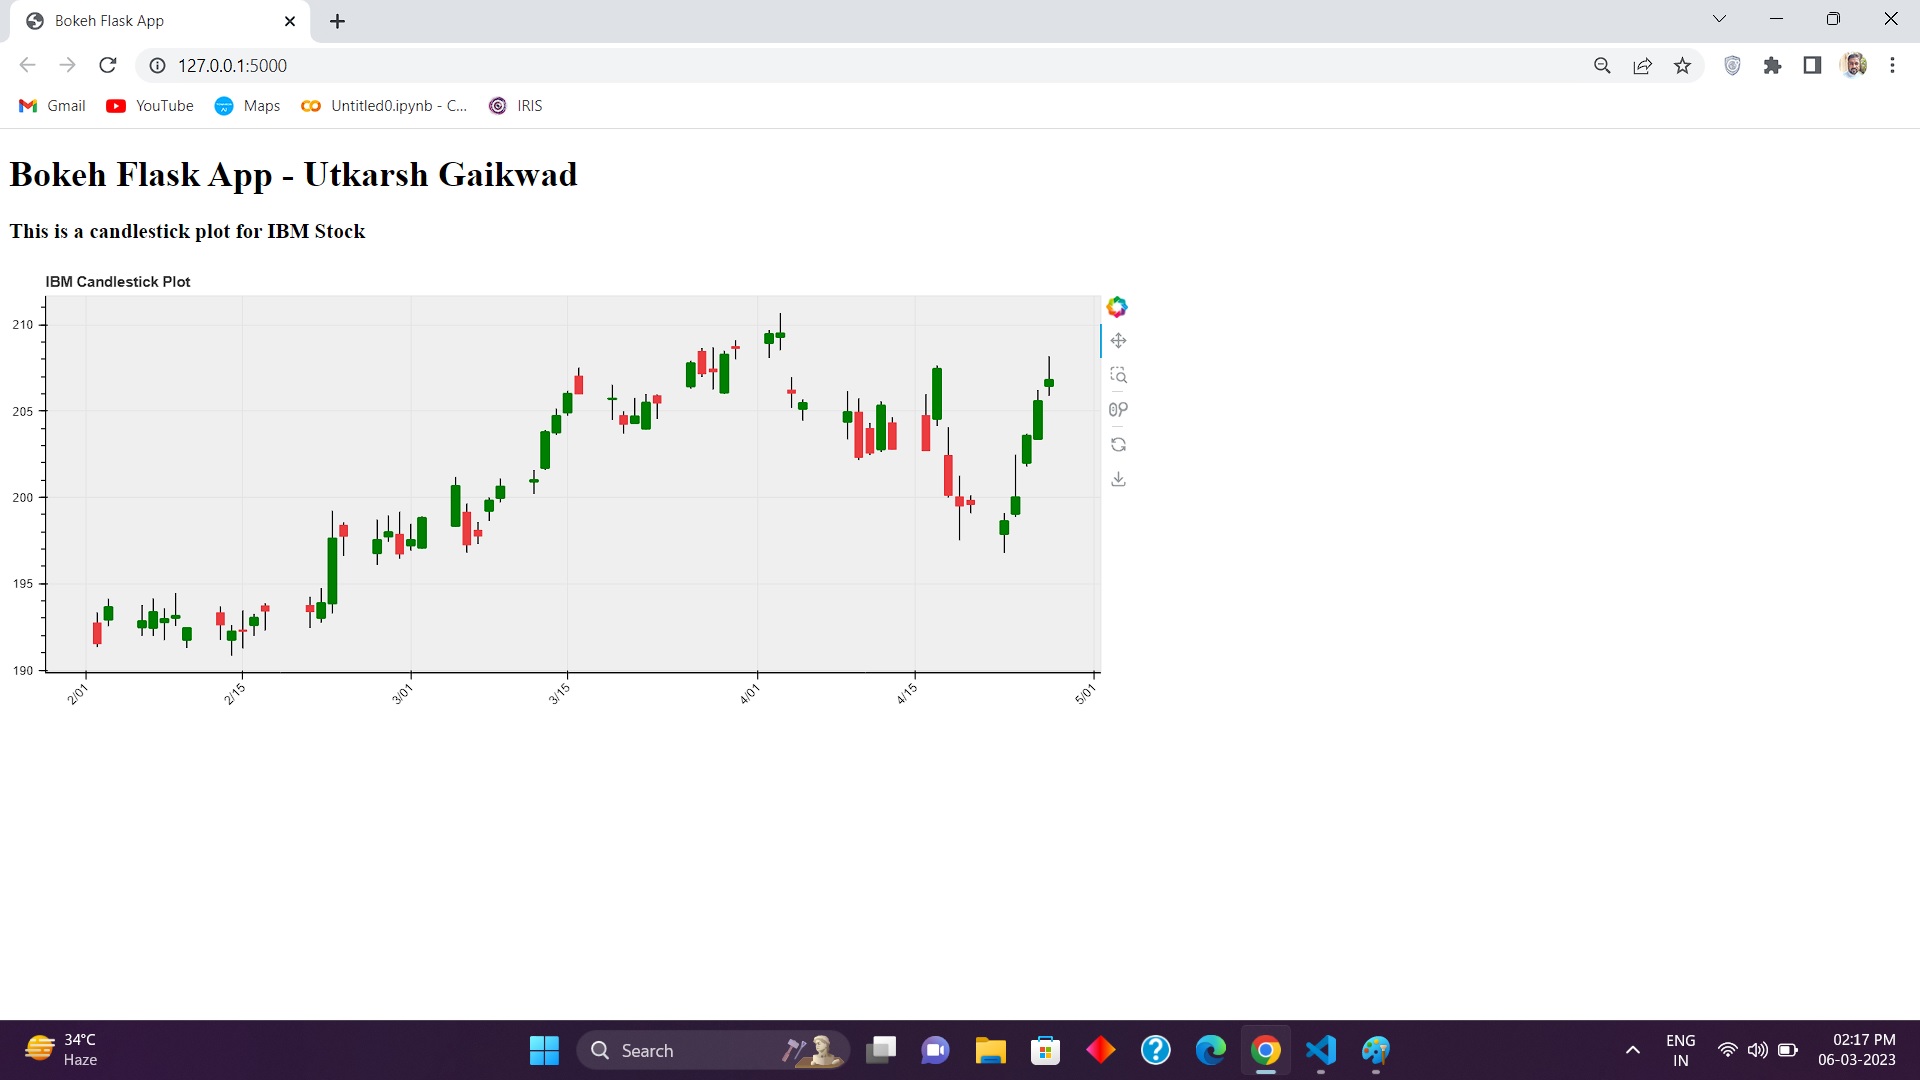 Bokeh Flask App
127.0.0.1:5000
Gmail YouTube Maps Untitled0.ipynb - C... IRIS
Bokeh Flask App - Utkarsh Gaikwad
This is a candlestick plot for IBM Stock
IBM Candlestick Plot
210
205
200
195
190
2/01 2/15 3/01 3/15 4/01 4/15 5/01
34°C
Haze
Search
ENG
IN
02:17 PM
06-03-2023